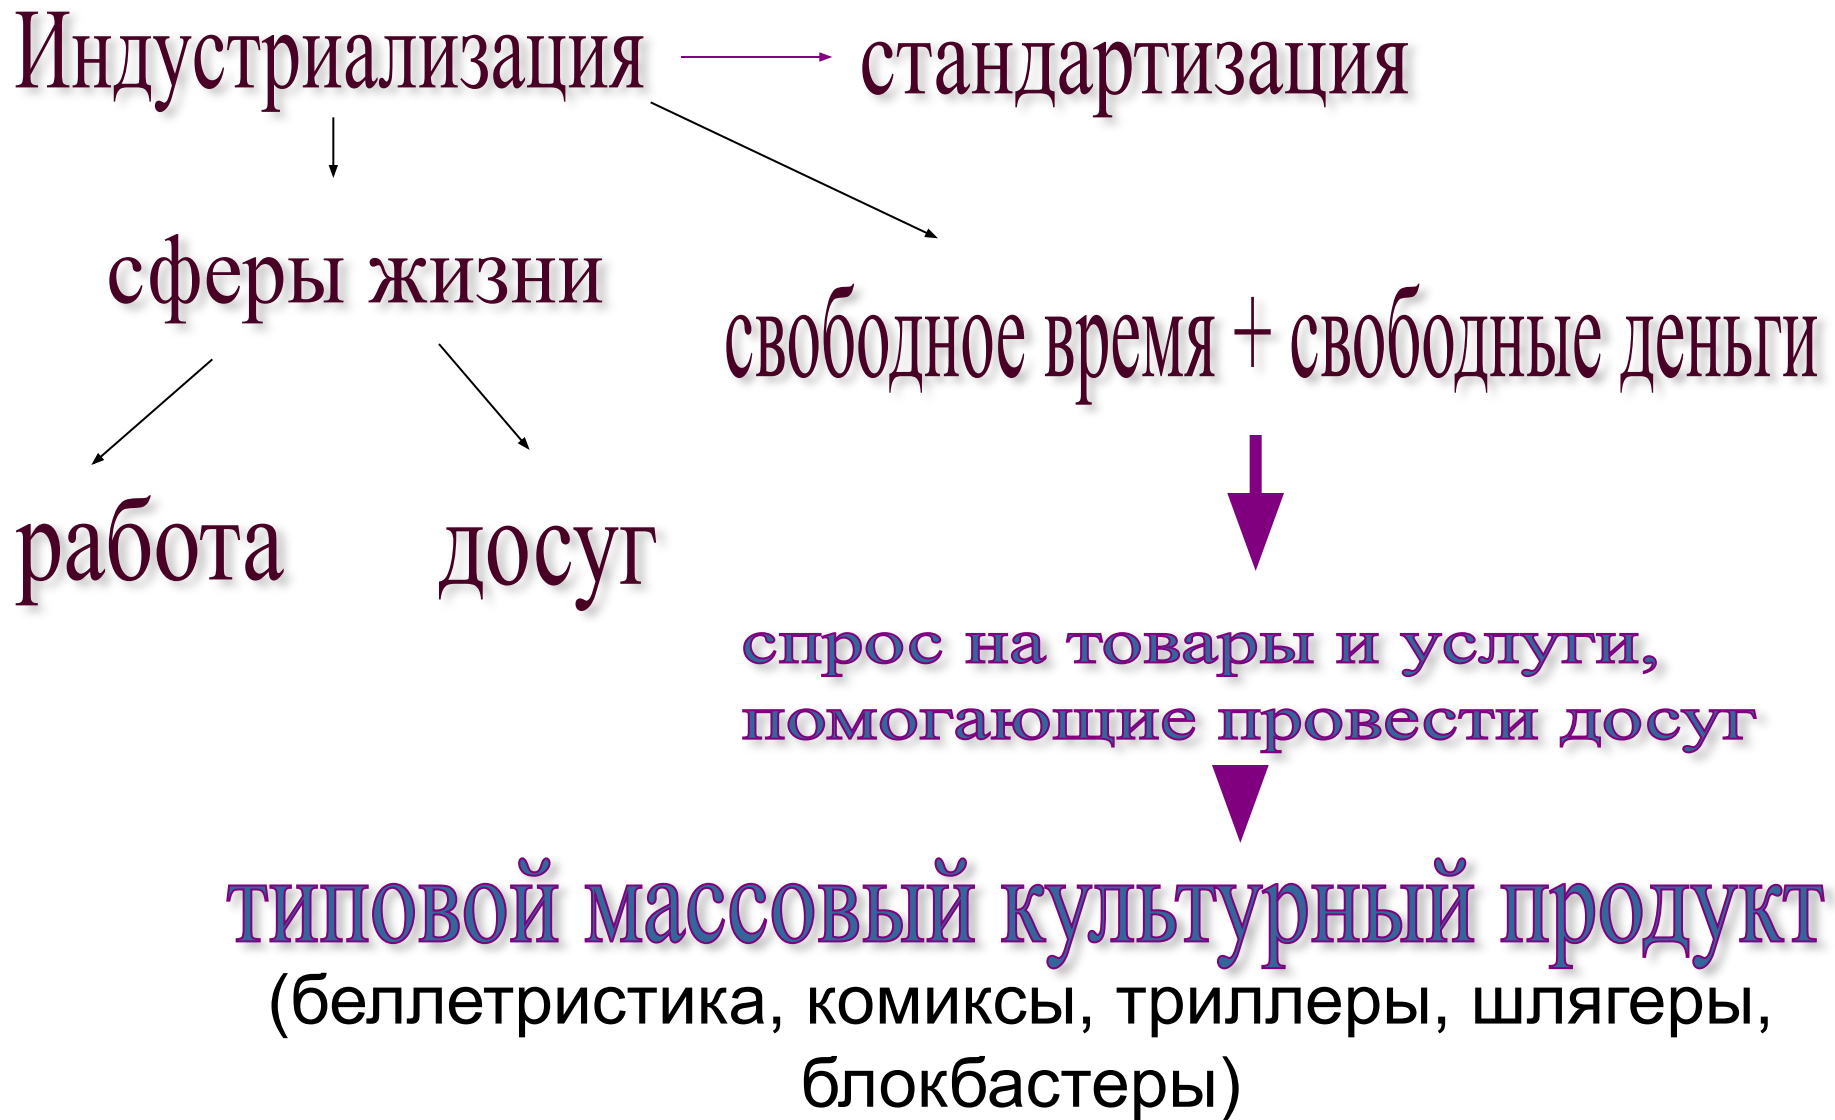 Индустриализация
стандартизация
сферы жизни
свободное время + свободные деньги
работа
досуг
спрос на товары и услуги,
помогающие провести досуг
типовой массовый культурный продукт
(беллетристика, комиксы, триллеры, шлягеры,
блокбастеры)